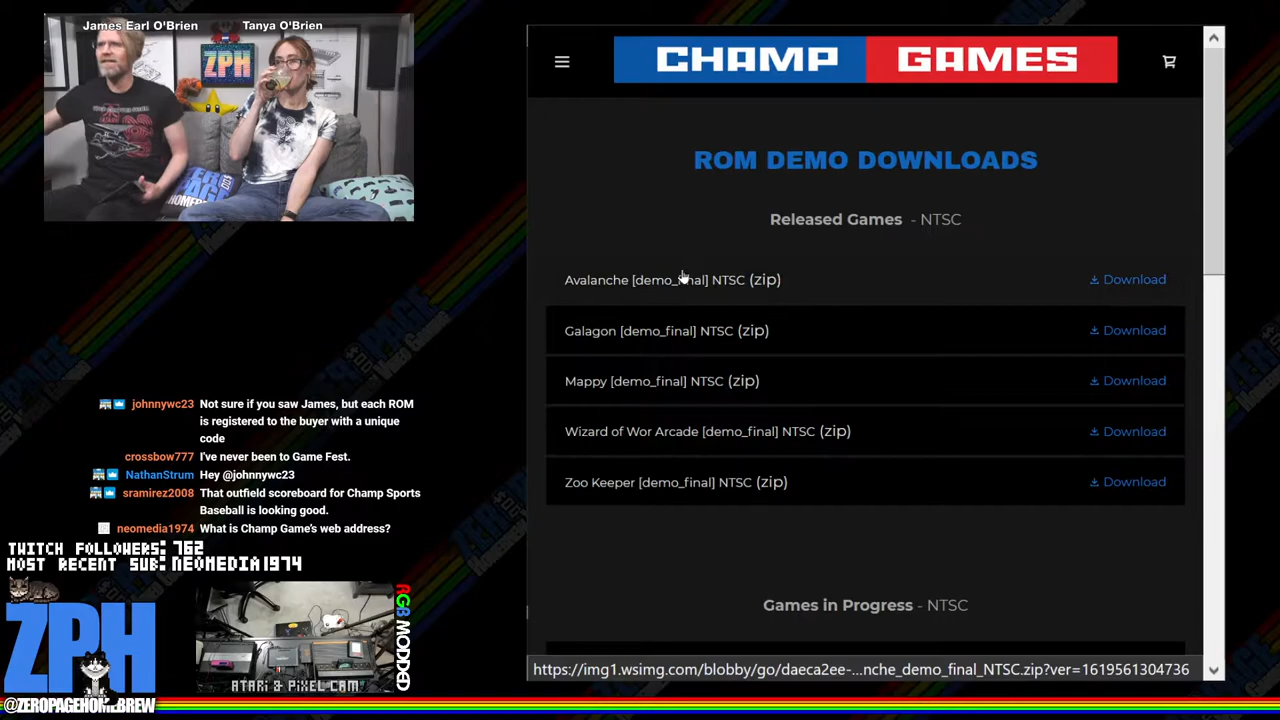 James Earl O'Brien
Tanya O'Brien
ZPH
CHAMP GAMES
ROM DEMO DOWNLOADS
Released Games - NTSC
Avalanche [demo_final] NTSC (zip)
Download
Galagon [demo_final] NTSC (zip)
Download
Mappy [demo_final] NTSC (zip)
Download
Wizard of Wor Arcade [demo_final] NTSC (zip)
Download
Zoo Keeper [demo_final] NTSC (zip)
Download
Games in Progress - NTSC
https://img1.wsimg.com/blobby/go/daeca2ee-...nche_demo_final_NTSC.zip?ver=1619561304736
johnnywc23 Not sure if you saw James, but each ROM
is registered to the buyer with a unique
code
crossbow777 I've never been to Game Fest.
NathanStrum Hey @johnnywc23
sramirez2008 That outfield scoreboard for Champ Sports
Baseball is looking good.
neomedia1974 What is Champ Game's web address?
TWITCH FOLLOWERS: 762
MOST RECENT SUB: NEOMEDIA1974
ZPH
RGB MODDED
ATARI & PIXEL CAM
@ZEROPAGEHOMEBREW